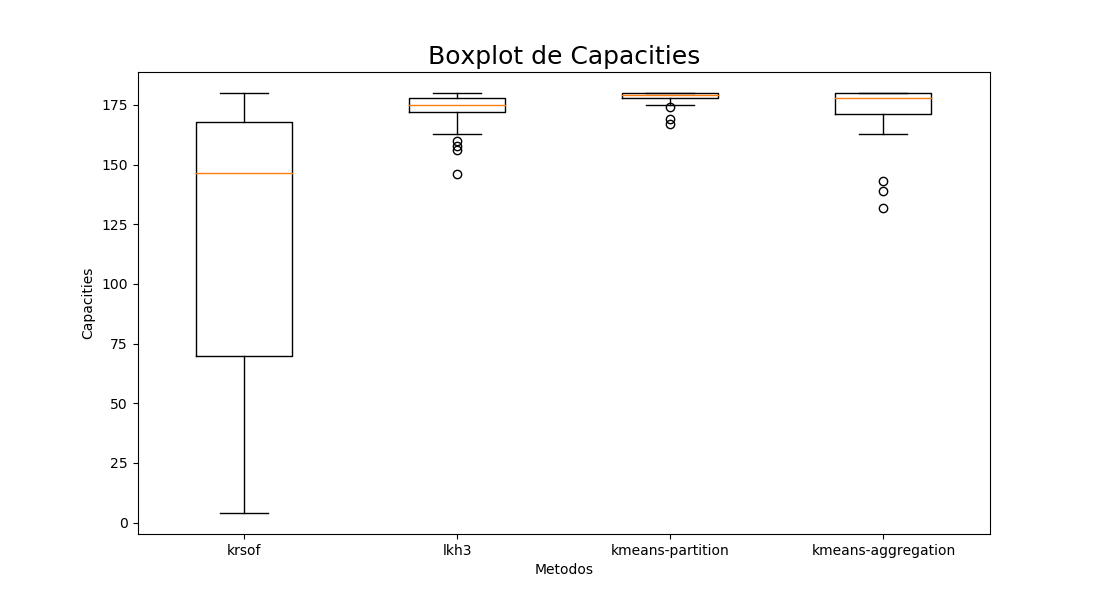 Boxplot de Capacities
Capacities
175
150
125
100
75
50
25
0
krsof lkh3 kmeans-partition kmeans-aggregation
Metodos